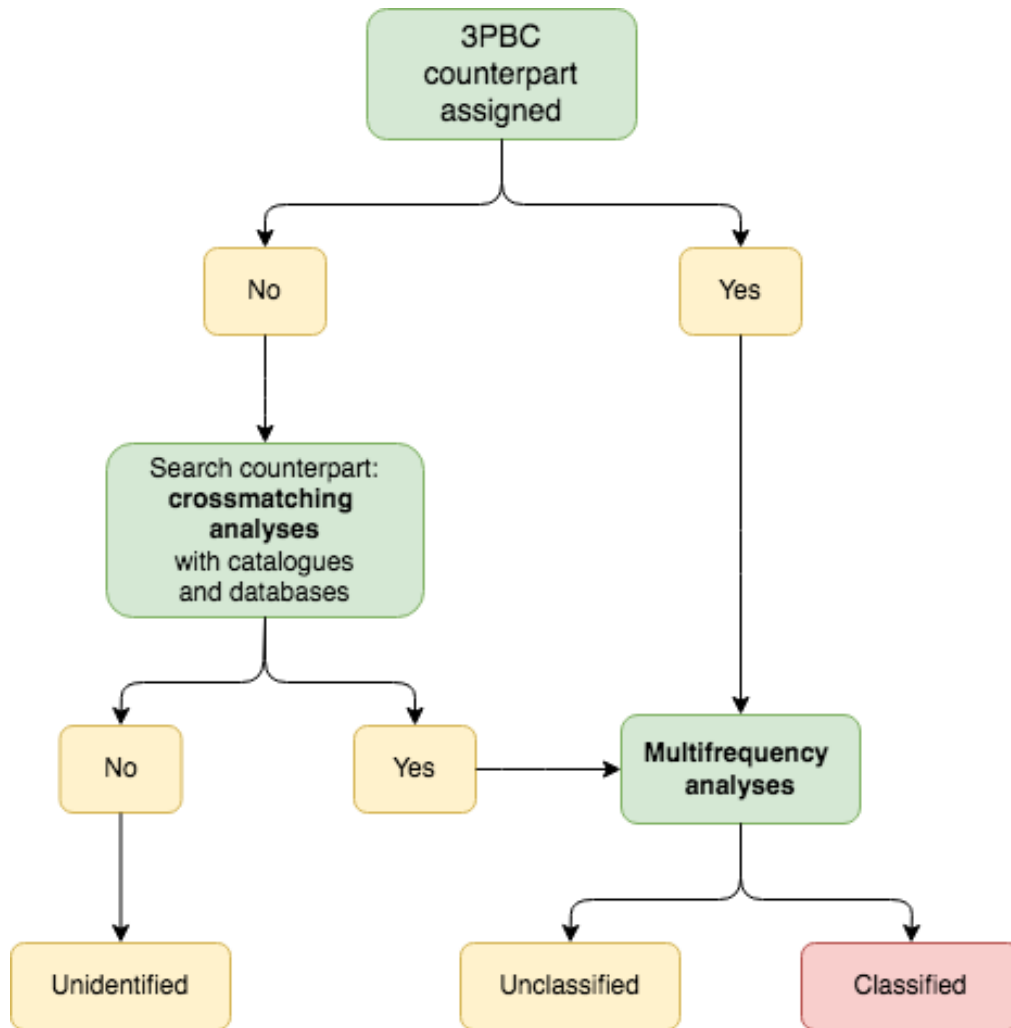 3PBC
counterpart
assigned
No
Yes
Search counterpart:
crossmatching
analyses
with catalogues
and databases
No
Yes
Multifrequency
analyses
Unidentified
Unclassified
Classified